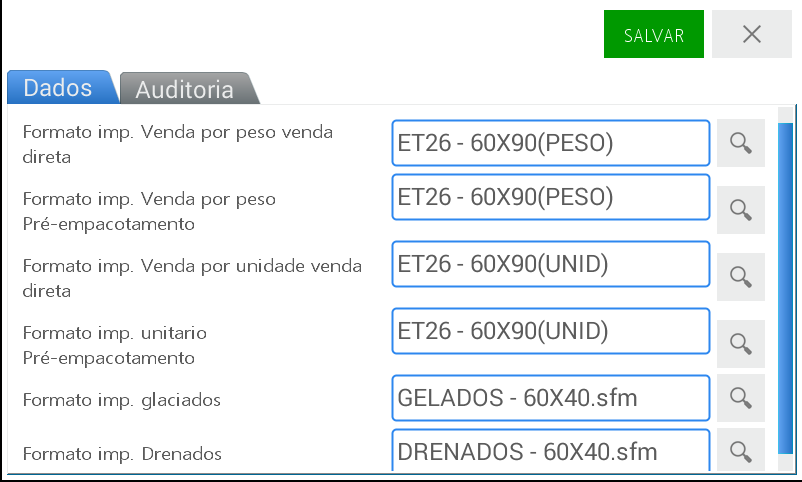 SALVAR
Dados
Auditoria
Formato imp. Venda por peso venda
direta
ET26 - 60X90(PESO)
Formato imp. Venda por peso
Pré-empacotamento
ET26 - 60X90(PESO)
Formato imp. Venda por unidade venda
direta
ET26 - 60X90(UNID)
Formato imp. unitario
Pré-empacotamento
ET26 - 60X90(UNID)
Formato imp. glaciados
GELADOS - 60X40.sfm
Formato imp. Drenados
DRENADOS - 60X40.sfm